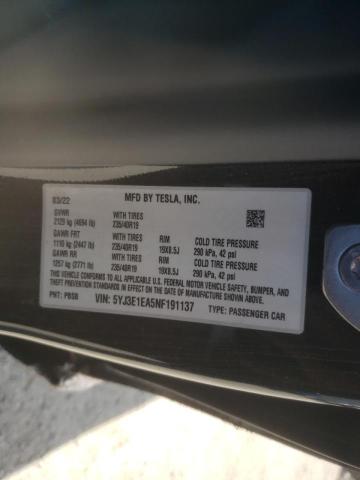 MFD BY TESLA, INC.
03/22
GVWR
2129 kg (4694 lb)
WITH TIRES
235/40R19
GAWR FRT
1110 kg (2447 lb)
WITH TIRES
235/40R19
RIM
19X8.5J
COLD TIRE PRESSURE
290 kPa, 42 psi
GAWR RR
1257 kg (2771 lb)
WITH TIRES
235/40R19
RIM
19X8.5J
COLD TIRE PRESSURE
290 kPa, 42 psi
THIS VEHICLE CONFORMS TO ALL APPLICABLE FEDERAL MOTOR VEHICLE SAFETY, BUMPER, AND
THEFT PREVENTION STANDARDS IN EFFECT ON THE DATE OF MANUFACTURE SHOWN ABOVE.
PNT: PBSB
VIN: 5YJ3E1EA5NF191137
TYPE: PASSENGER CAR